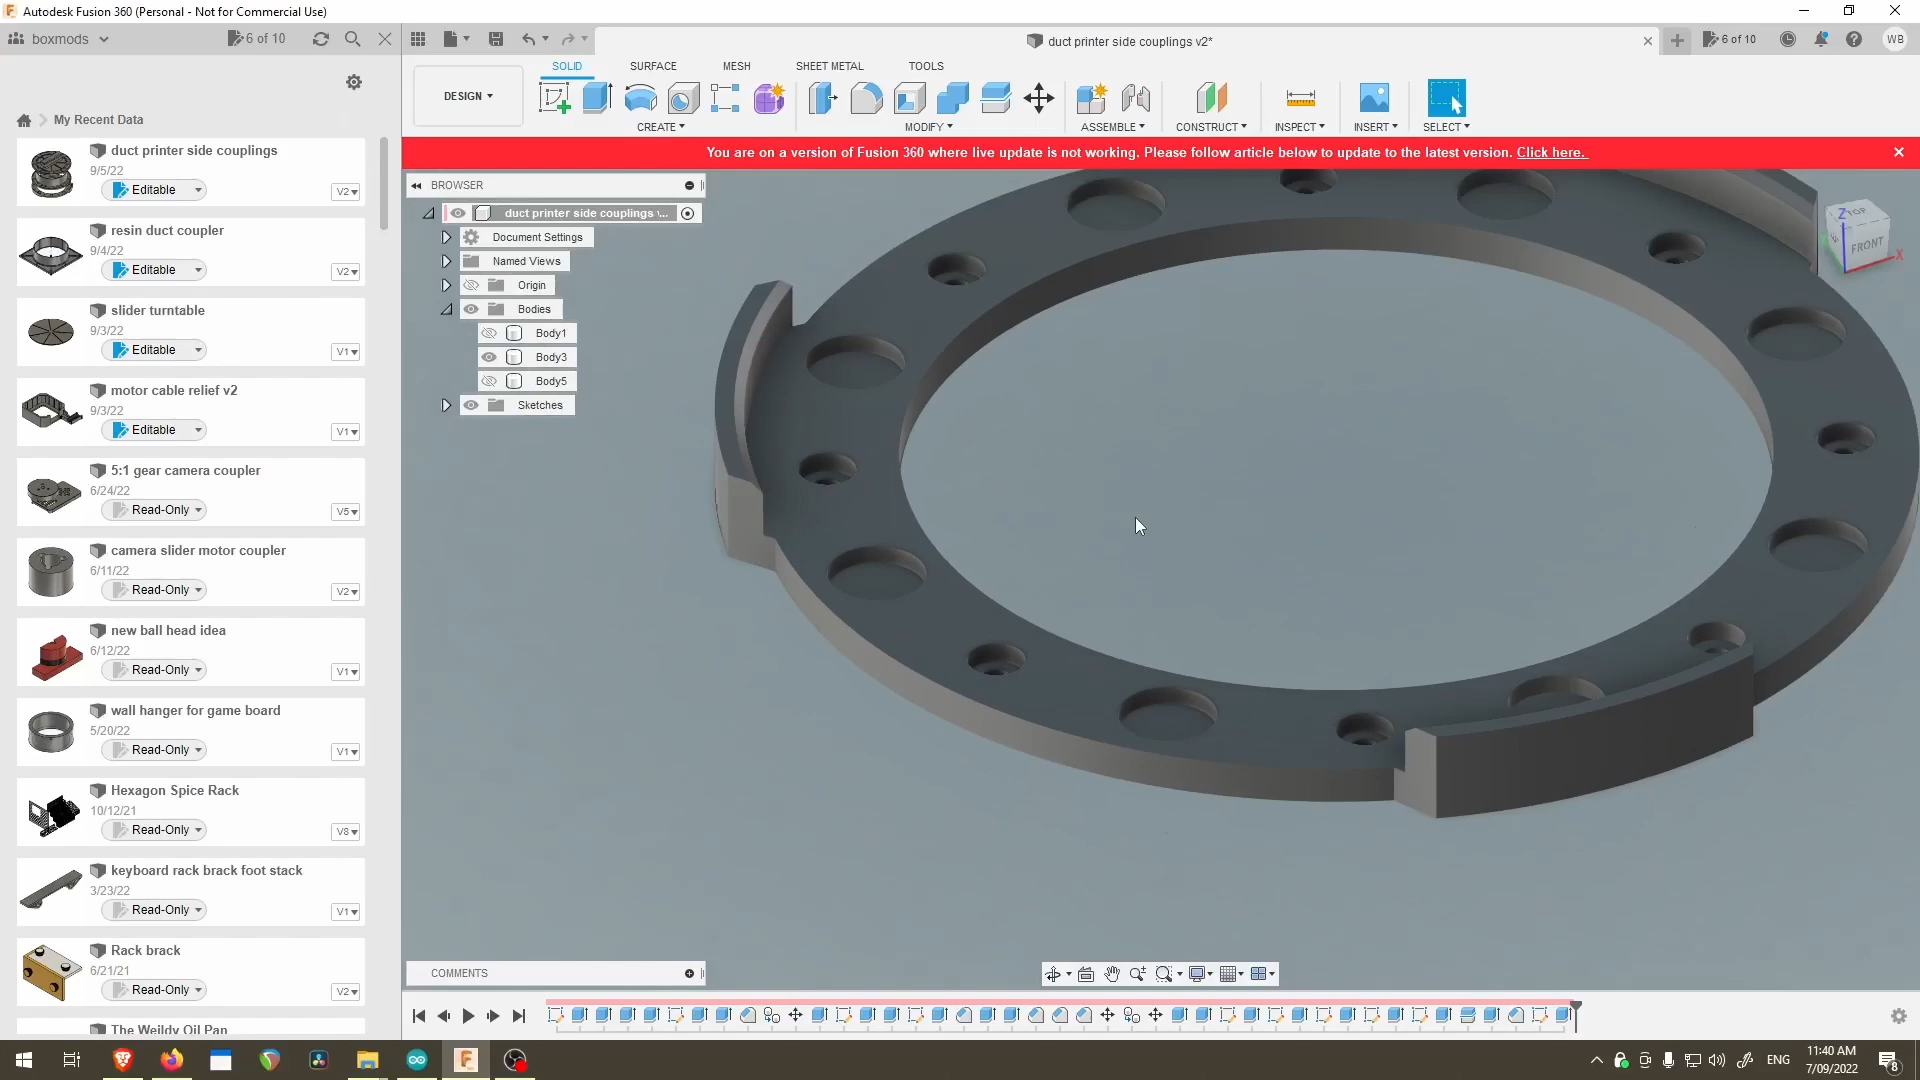 Autodesk Fusion 360 (Personal - Not for Commercial Use)
boxmods
6 of 10
duct printer side couplings v2*
6 of 10
WB
SOLID
SURFACE
MESH
SHEET METAL
TOOLS
DESIGN
CREATE
MODIFY
ASSEMBLE
CONSTRUCT
INSPECT
INSERT
SELECT
You are on a version of Fusion 360 where live update is not working. Please follow article below to update to the latest version. Click here.
My Recent Data
duct printer side couplings
9/5/22
Editable
V2
resin duct coupler
9/4/22
Editable
V2
slider turntable
9/3/22
Editable
V1
motor cable relief v2
9/3/22
Editable
V1
5:1 gear camera coupler
6/24/22
Read-Only
V5
camera slider motor coupler
6/11/22
Read-Only
V2
new ball head idea
6/12/22
Read-Only
V1
wall hanger for game board
5/20/22
Read-Only
V1
Hexagon Spice Rack
10/12/21
Read-Only
V8
keyboard rack brack foot stack
3/23/22
Read-Only
V1
Rack brack
6/21/21
Read-Only
V2
The Weildy Oil Pan
BROWSER
duct printer side couplings v...
Document Settings
Named Views
Origin
Bodies
Body1
Body3
Body5
Sketches
TOP
FRONT
Z
X
COMMENTS
ENG
11:40 AM
7/09/2022
8